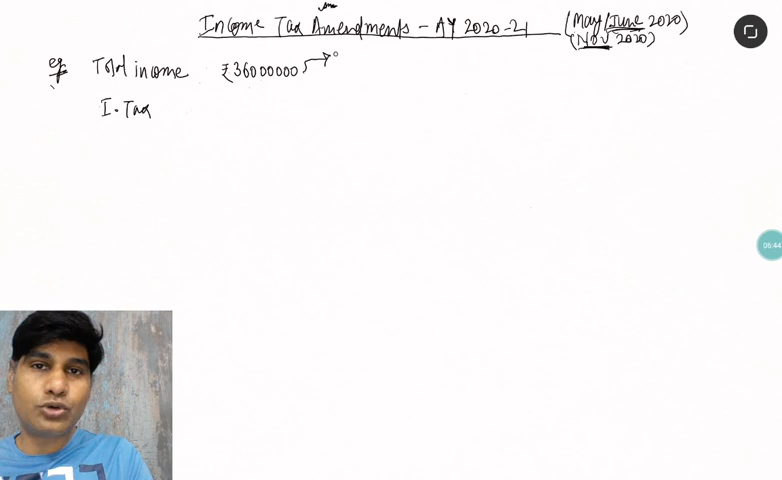 Income Tax Amendments - AY 2020-21 (May/June 2020)
(Nov 2020)
eg Total income ₹36000000
I. Tax
06:44